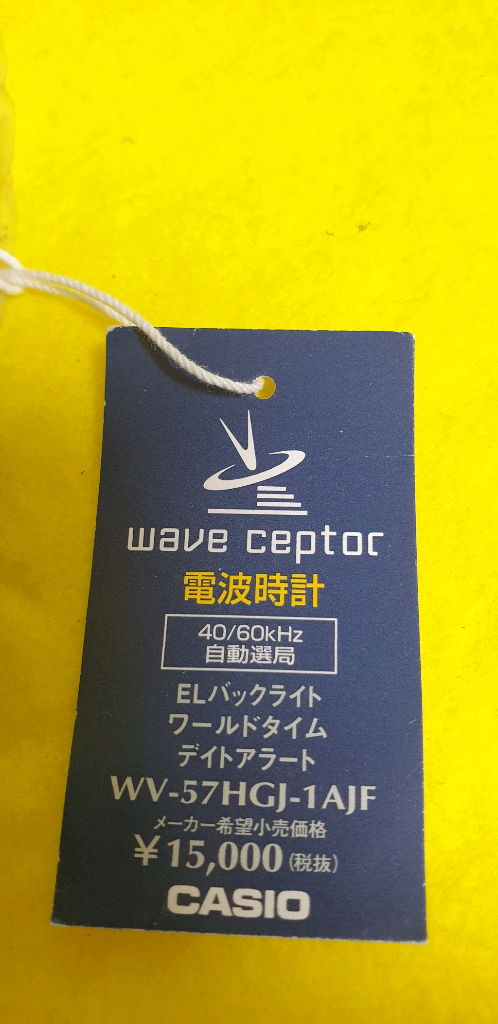 wave ceptor
電波時計
40/60kHz
自動選局
ELバックライト
ワールドタイム
デイトアラート
WV-57HGJ-1AJF
メーカー希望小売価格
¥15,000(税抜)
CASIO